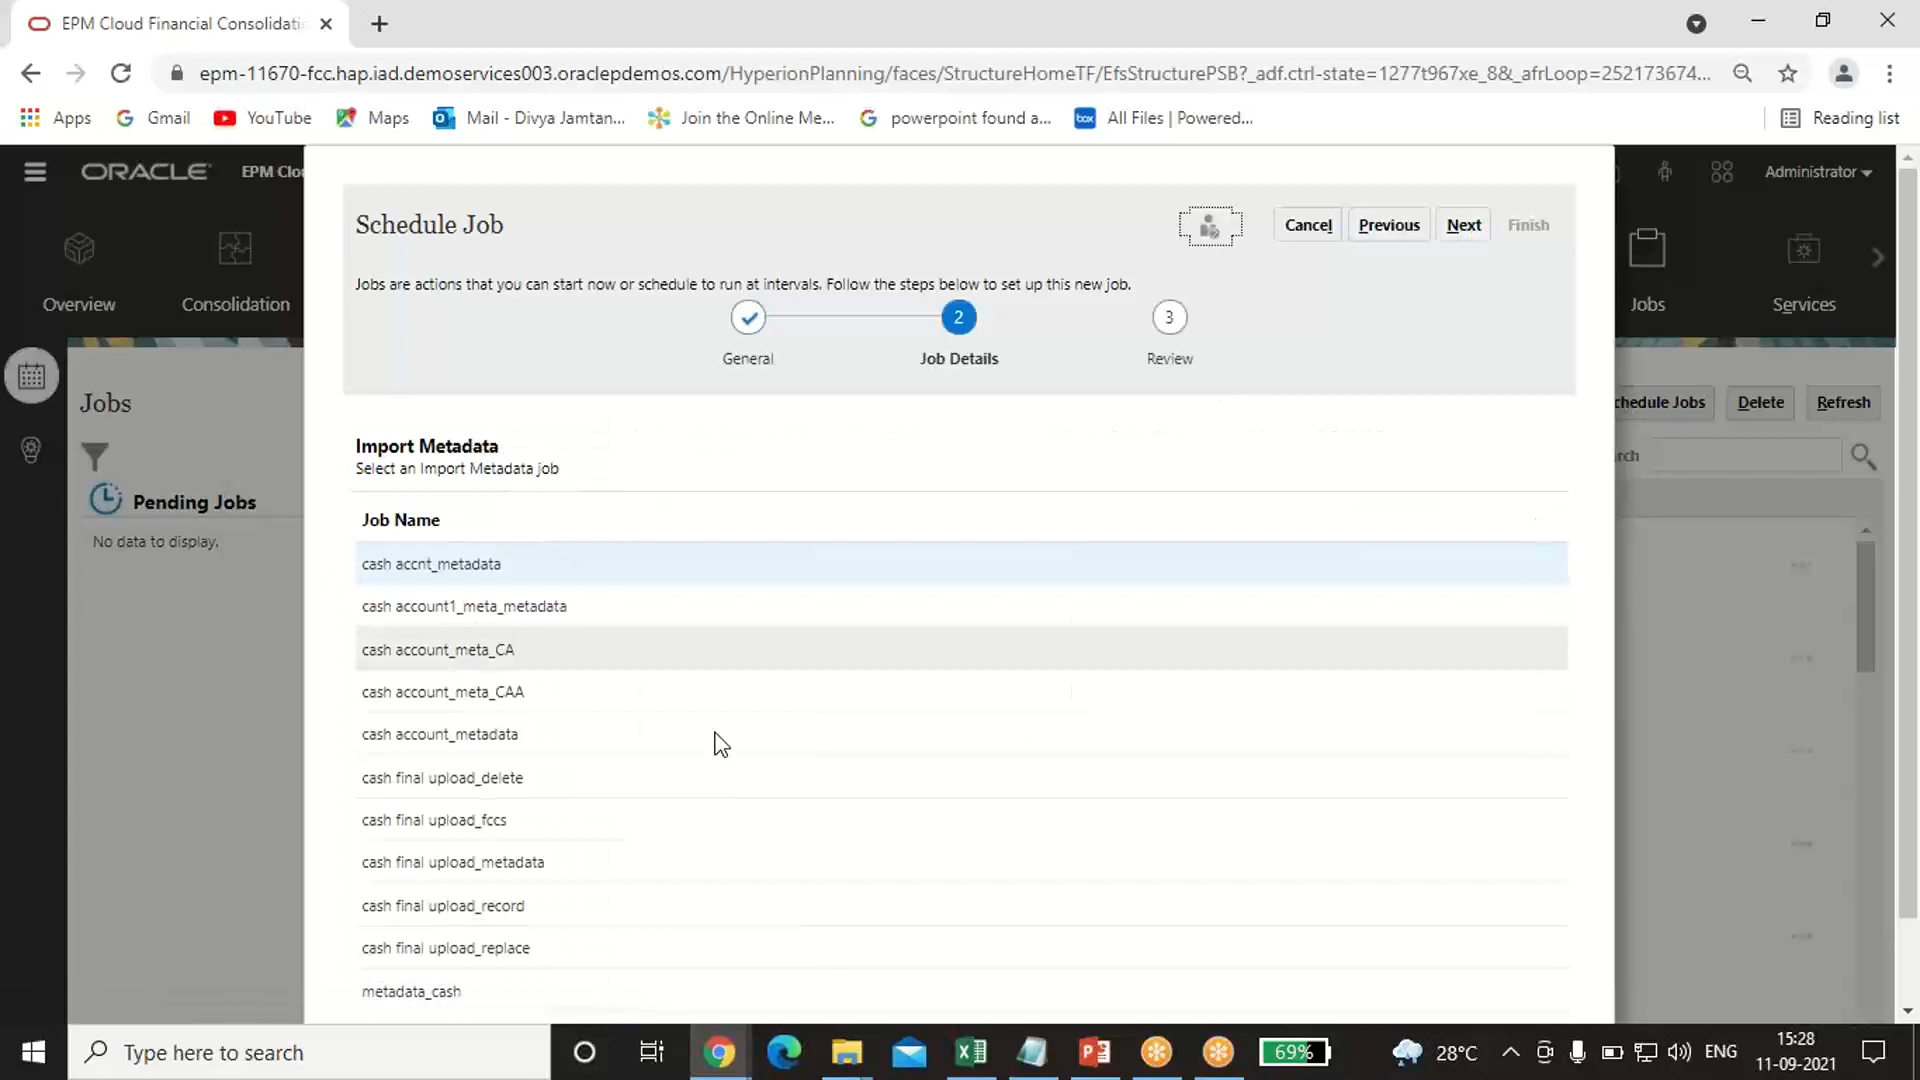 EPM Cloud Financial Consolidati
epm-11670-fcc.hap.iad.demoservices003.oraclepdemos.com/HyperionPlanning/faces/StructureHomeTF/EfsStructurePSB?_adf.ctrl-state=1277t967xe_8&_afrLoop=252173674...
Apps Gmail YouTube Maps Mail - Divya Jamtan... Join the Online Me... powerpoint found a... box All Files | Powered... Reading list
ORACLE EPM Clou Administrator
Schedule Job Cancel Previous Next Finish
Jobs are actions that you can start now or schedule to run at intervals. Follow the steps below to set up this new job.
Overview Consolidation Jobs Services
2 3
General Job Details Review
Jobs chedule Jobs Delete Refresh
Import Metadata
Select an Import Metadata job
rch
Pending Jobs
No data to display.
Job Name
cash accnt_metadata
cash account1_meta_metadata
cash account_meta_CA
cash account_meta_CAA
cash account_metadata
cash final upload_delete
cash final upload_fccs
cash final upload_metadata
cash final upload_record
cash final upload_replace
metadata_cash
Type here to search 69% 28°C ENG 15:28
11-09-2021